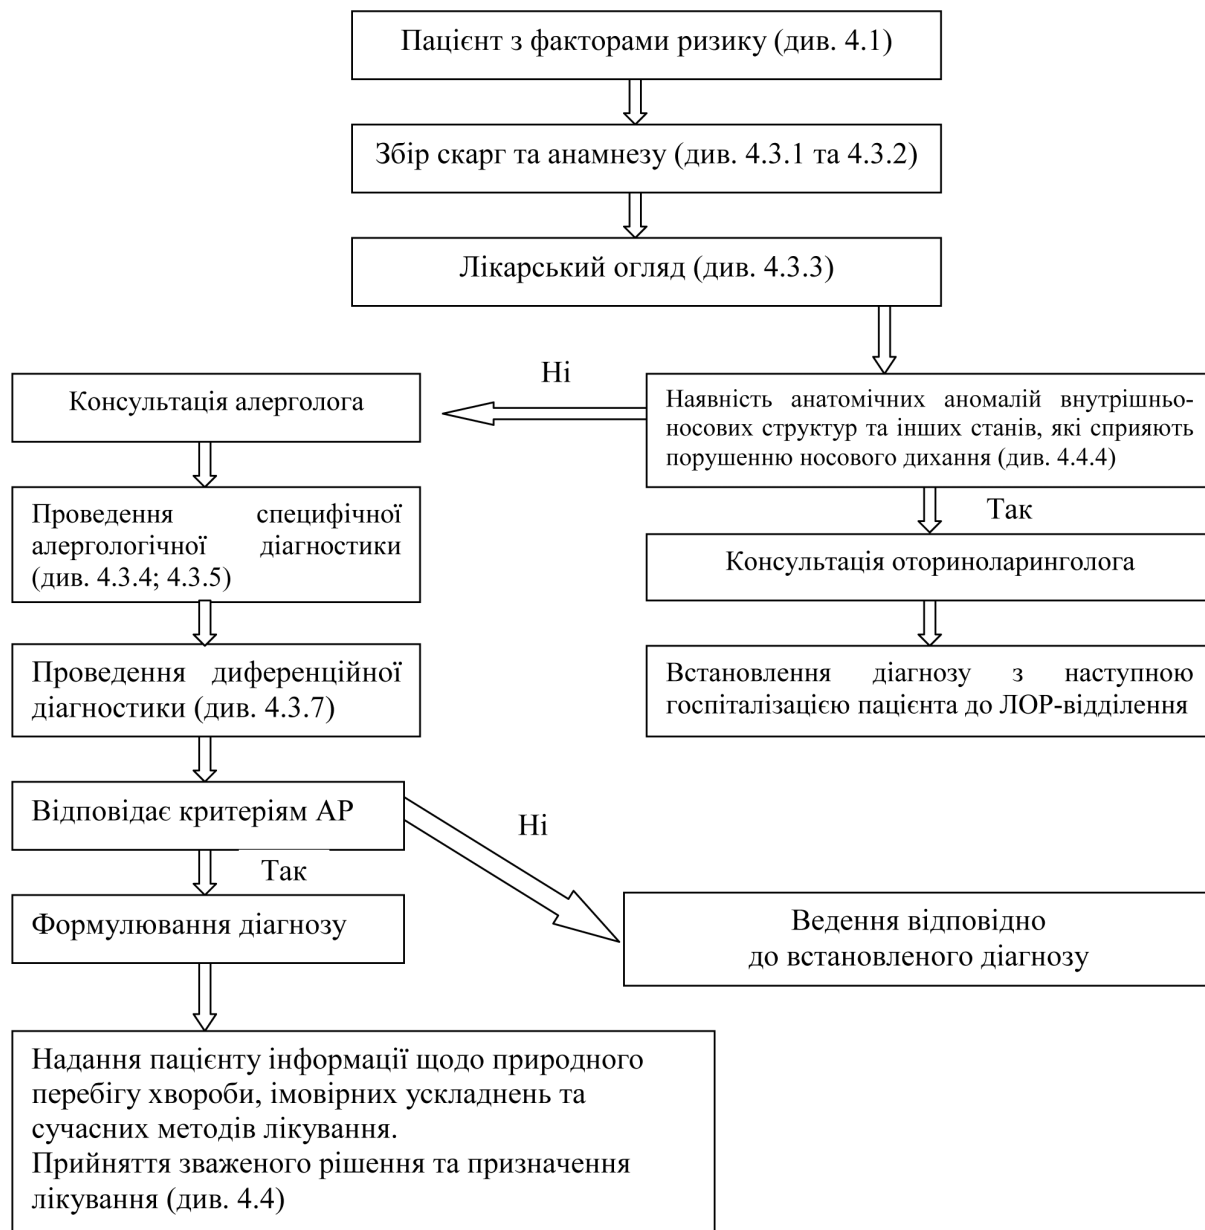 Пацієнт з факторами ризику (див. 4.1)
Збір скарг та анамнезу (див. 4.3.1 та 4.3.2)
Лікарський огляд (див. 4.3.3)
Ні
Консультація алерголога
Наявність анатомічних аномалій внутрішньо-
носових структур та інших станів, які сприяють
порушенню носового дихання (див. 4.4.4)
Так
Проведення специфічної
алергологічної діагностики
(див. 4.3.4; 4.3.5)
Консультація оториноларинголога
Проведення диференційної
діагностики (див. 4.3.7)
Встановлення діагнозу з наступною
госпіталізацією пацієнта до ЛОР-відділення
Відповідає критеріям АР
Ні
Так
Формулювання діагнозу
Ведення відповідно
до встановленого діагнозу
Надання пацієнту інформації щодо природного
перебігу хвороби, імовірних ускладнень та
сучасних методів лікування.
Прийняття зваженого рішення та призначення
лікування (див. 4.4)